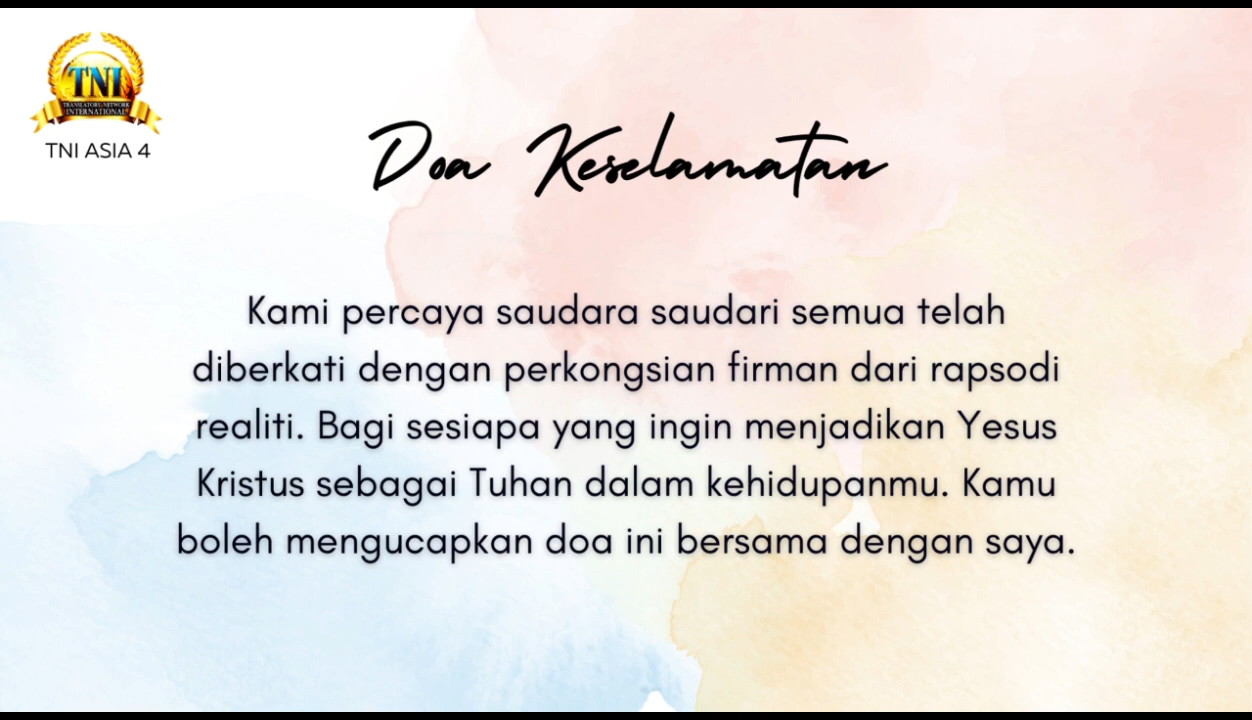 TNI
TRANSLATORS NETWORK
INTERNATIONAL
TNI ASIA 4
Doa Keselamatan
Kami percaya saudara saudari semua telah
diberkati dengan perkongsian firman dari rapsodi
realiti. Bagi sesiapa yang ingin menjadikan Yesus
Kristus sebagai Tuhan dalam kehidupanmu. Kamu
boleh mengucapkan doa ini bersama dengan saya.